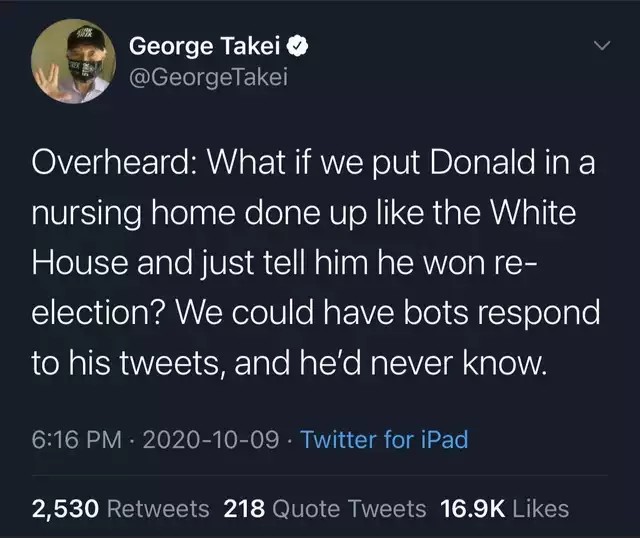 George Takei
@GeorgeTakei
Overheard: What if we put Donald in a
nursing home done up like the White
House and just tell him he won re-
election? We could have bots respond
to his tweets, and he'd never know.
6:16 PM · 2020-10-09 · Twitter for iPad
2,530 Retweets 218 Quote Tweets 16.9K Likes